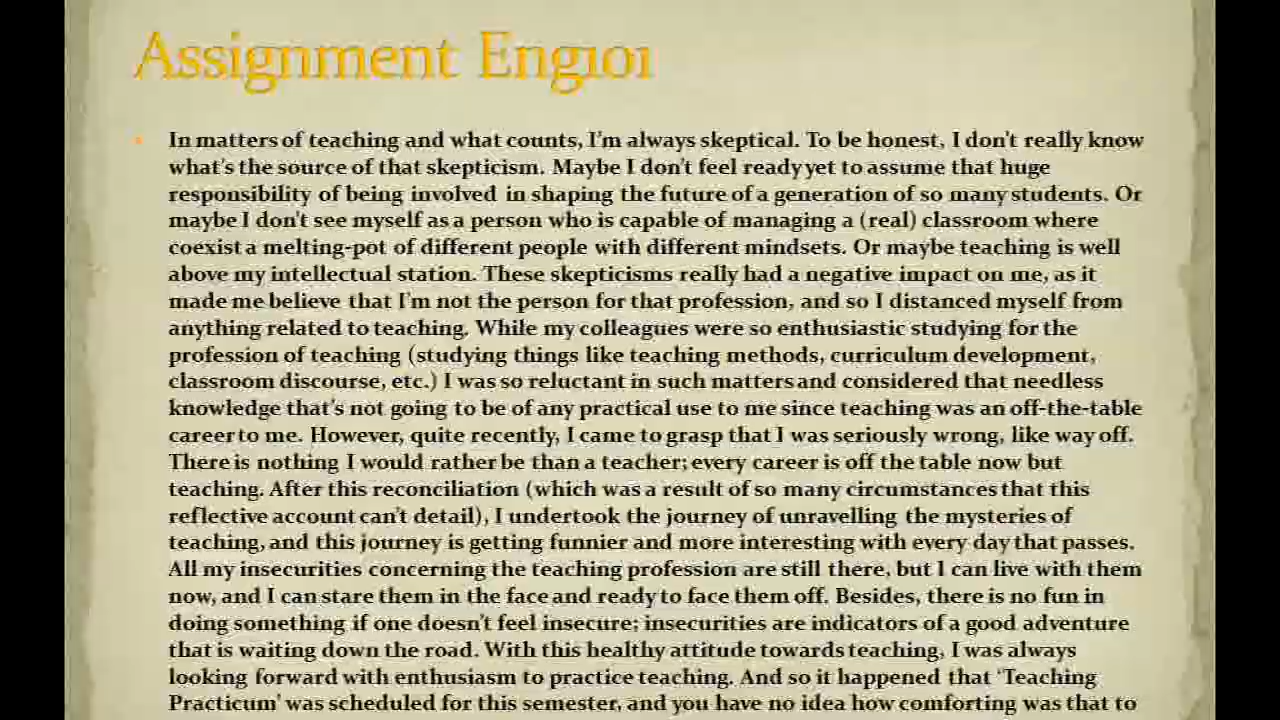 Assignment Eng101
In matters of teaching and what counts, I'm always skeptical. To be honest, I don't really know
what's the source of that skepticism. Maybe I don't feel ready yet to assume that huge
responsibility of being involved in shaping the future of a generation of so many students. Or
maybe I don't see myself as a person who is capable of managing a (real) classroom where
coexist a melting-pot of different people with different mindsets. Or maybe teaching is well
above my intellectual station. These skepticisms really had a negative impact on me, as it
made me believe that I'm not the person for that profession, and so I distanced myself from
anything related to teaching. While my colleagues were so enthusiastic studying for the
profession of teaching (studying things like teaching methods, curriculum development,
classroom discourse, etc.) I was so reluctant in such matters and considered that needless
knowledge that's not going to be of any practical use to me since teaching was an off-the-table
career to me. However, quite recently, I came to grasp that I was seriously wrong, like way off.
There is nothing I would rather be than a teacher; every career is off the table now but
teaching. After this reconciliation (which was a result of so many circumstances that this
reflective account can't detail), I undertook the journey of unravelling the mysteries of
teaching, and this journey is getting funnier and more interesting with every day that passes.
All my insecurities concerning the teaching profession are still there, but I can live with them
now, and I can stare them in the face and ready to face them off. Besides, there is no fun in
doing something if one doesn't feel insecure; insecurities are indicators of a good adventure
that is waiting down the road. With this healthy attitude towards teaching, I was always
looking forward with enthusiasm to practice teaching. And so it happened that 'Teaching
Practicum' was scheduled for this semester, and you have no idea how comforting was that to